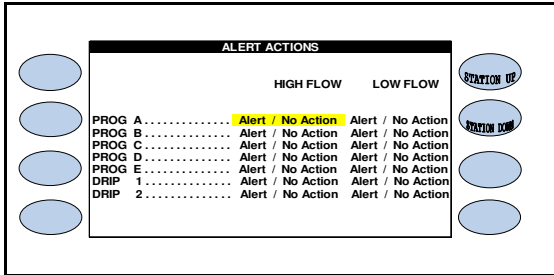 ALERT ACTIONS
HIGH FLOW LOW FLOW
STATION UP
PROG A.............. Alert / No Action Alert / No Action
STATION DOWN
PROG B.............. Alert / No Action Alert / No Action
PROG C.............. Alert / No Action Alert / No Action
PROG D.............. Alert / No Action Alert / No Action
PROG E.............. Alert / No Action Alert / No Action
DRIP 1.............. Alert / No Action Alert / No Action
DRIP 2.............. Alert / No Action Alert / No Action